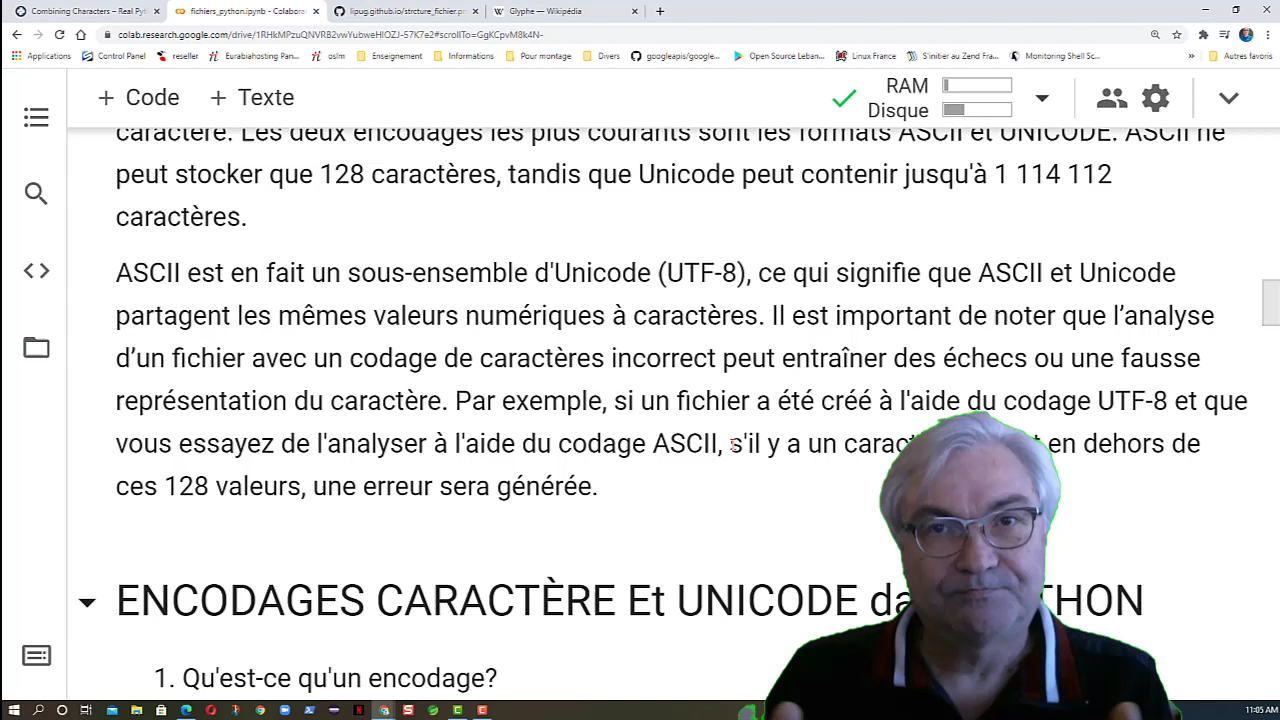 Combining Characters – Real Py
fichiers_python.ipynb - Colabora
lipug.github.io/strcture_fichier.p
Glyphe — Wikipédia
colab.research.google.com/drive/1RHkMPzuQNVRB2vwYubweHIOZJ-57K7e2#scrollTo=GgKCpvM8k4N-
Applications
Control Panel
reseller
Eurabiahosting Pan...
oslm
Enseignement
Informations
Pour montage
Divers
googleapis/google...
Open Source Leban...
Linux France
S'initier au Zend Fra...
Monitoring Shell Sc...
»
Autres favoris
+ Code + Texte
RAM
Disque
caractère. Les deux encodages les plus courants sont les formats ASCII et UNICODE. ASCII ne
peut stocker que 128 caractères, tandis que Unicode peut contenir jusqu'à 1 114 112
caractères.
ASCII est en fait un sous-ensemble d'Unicode (UTF-8), ce qui signifie que ASCII et Unicode
partagent les mêmes valeurs numériques à caractères. Il est important de noter que l’analyse
d’un fichier avec un codage de caractères incorrect peut entraîner des échecs ou une fausse
représentation du caractère. Par exemple, si un fichier a été créé à l'aide du codage UTF-8 et que
vous essayez de l'analyser à l'aide du codage ASCII, s'il y a un carac en dehors de
ces 128 valeurs, une erreur sera générée.
ENCODAGES CARACTÈRE Et UNICODE da THON
1. Qu'est-ce qu'un encodage?
11:05 AM